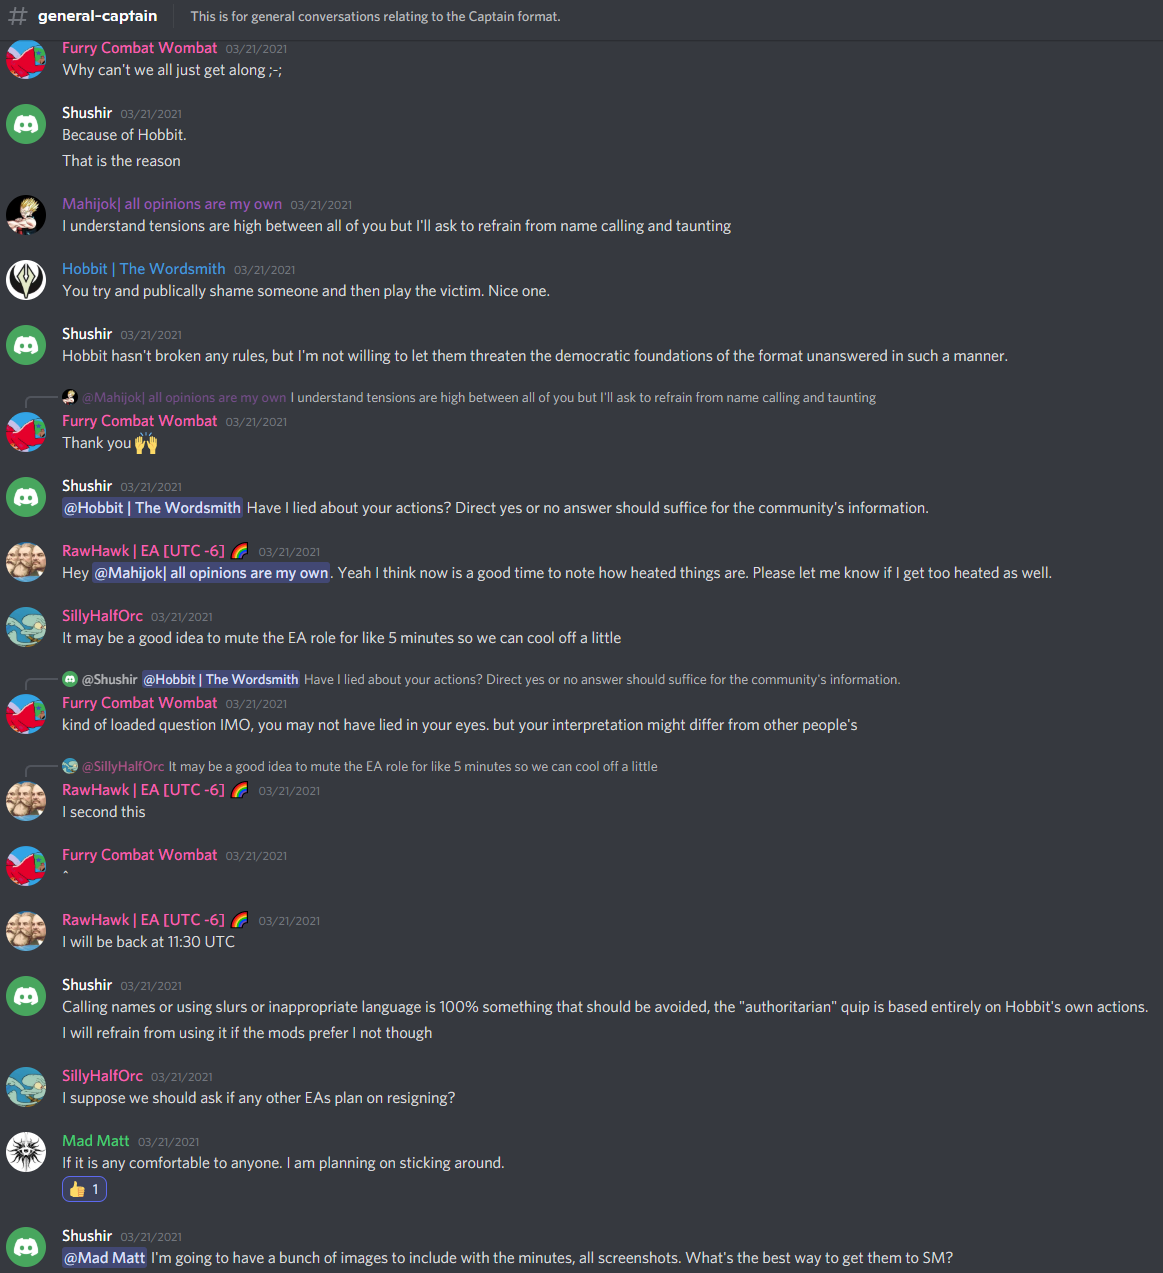 # general-captain This is for general conversations relating to the Captain format.
Furry Combat Wombat 03/21/2021
Why can't we all just get along ;-;
Shushir 03/21/2021
Because of Hobbit.
That is the reason
Mahijok| all opinions are my own 03/21/2021
I understand tensions are high between all of you but I'll ask to refrain from name calling and taunting
Hobbit | The Wordsmith 03/21/2021
You try and publically shame someone and then play the victim. Nice one.
Shushir 03/21/2021
Hobbit hasn't broken any rules, but I'm not willing to let them threaten the democratic foundations of the format unanswered in such a manner.
@Mahijok| all opinions are my own I understand tensions are high between all of you but I'll ask to refrain from name calling and taunting
Furry Combat Wombat 03/21/2021
Thank you 🙌
Shushir 03/21/2021
@Hobbit | The Wordsmith Have I lied about your actions? Direct yes or no answer should suffice for the community's information.
RawHawk | EA [UTC -6] 🌈 03/21/2021
Hey @Mahijok| all opinions are my own. Yeah I think now is a good time to note how heated things are. Please let me know if I get too heated as well.
SillyHalfOrc 03/21/2021
It may be a good idea to mute the EA role for like 5 minutes so we can cool off a little
@Shushir @Hobbit | The Wordsmith Have I lied about your actions? Direct yes or no answer should suffice for the community's information.
Furry Combat Wombat 03/21/2021
kind of loaded question IMO, you may not have lied in your eyes. but your interpretation might differ from other people's
@SillyHalfOrc It may be a good idea to mute the EA role for like 5 minutes so we can cool off a little
RawHawk | EA [UTC -6] 🌈 03/21/2021
I second this
Furry Combat Wombat 03/21/2021
^
RawHawk | EA [UTC -6] 🌈 03/21/2021
I will be back at 11:30 UTC
Shushir 03/21/2021
Calling names or using slurs or inappropriate language is 100% something that should be avoided, the "authoritarian" quip is based entirely on Hobbit's own actions.
I will refrain from using it if the mods prefer I not though
SillyHalfOrc 03/21/2021
I suppose we should ask if any other EAs plan on resigning?
Mad Matt 03/21/2021
If it is any comfortable to anyone. I am planning on sticking around.
👍 1
Shushir 03/21/2021
@Mad Matt I'm going to have a bunch of images to include with the minutes, all screenshots. What's the best way to get them to SM?